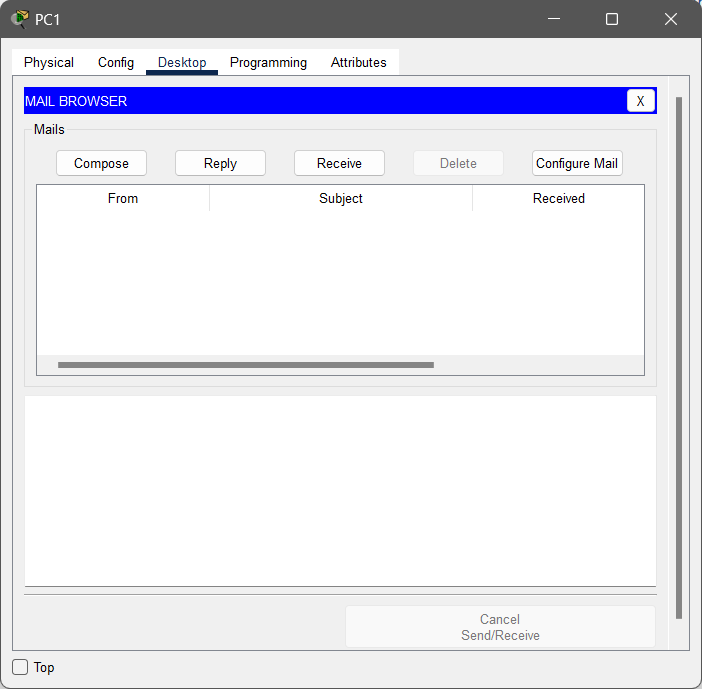 PC1
Physical Config Desktop Programming Attributes
MAIL BROWSER X
Mails
Compose Reply Receive Delete Configure Mail
From Subject Received
Cancel
Send/Receive
Top